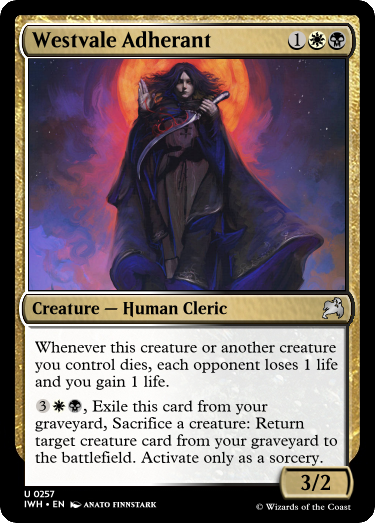 Westvale Adherant 1
Creature — Human Cleric
Whenever this creature or another creature
you control dies, each opponent loses 1 life
and you gain 1 life.
3, Exile this card from your
graveyard, Sacrifice a creature: Return
target creature card from your graveyard to
the battlefield. Activate only as a sorcery.
3/2
U 0257
IWH • EN ANATO FINNSTARK
© Wizards of the Coast